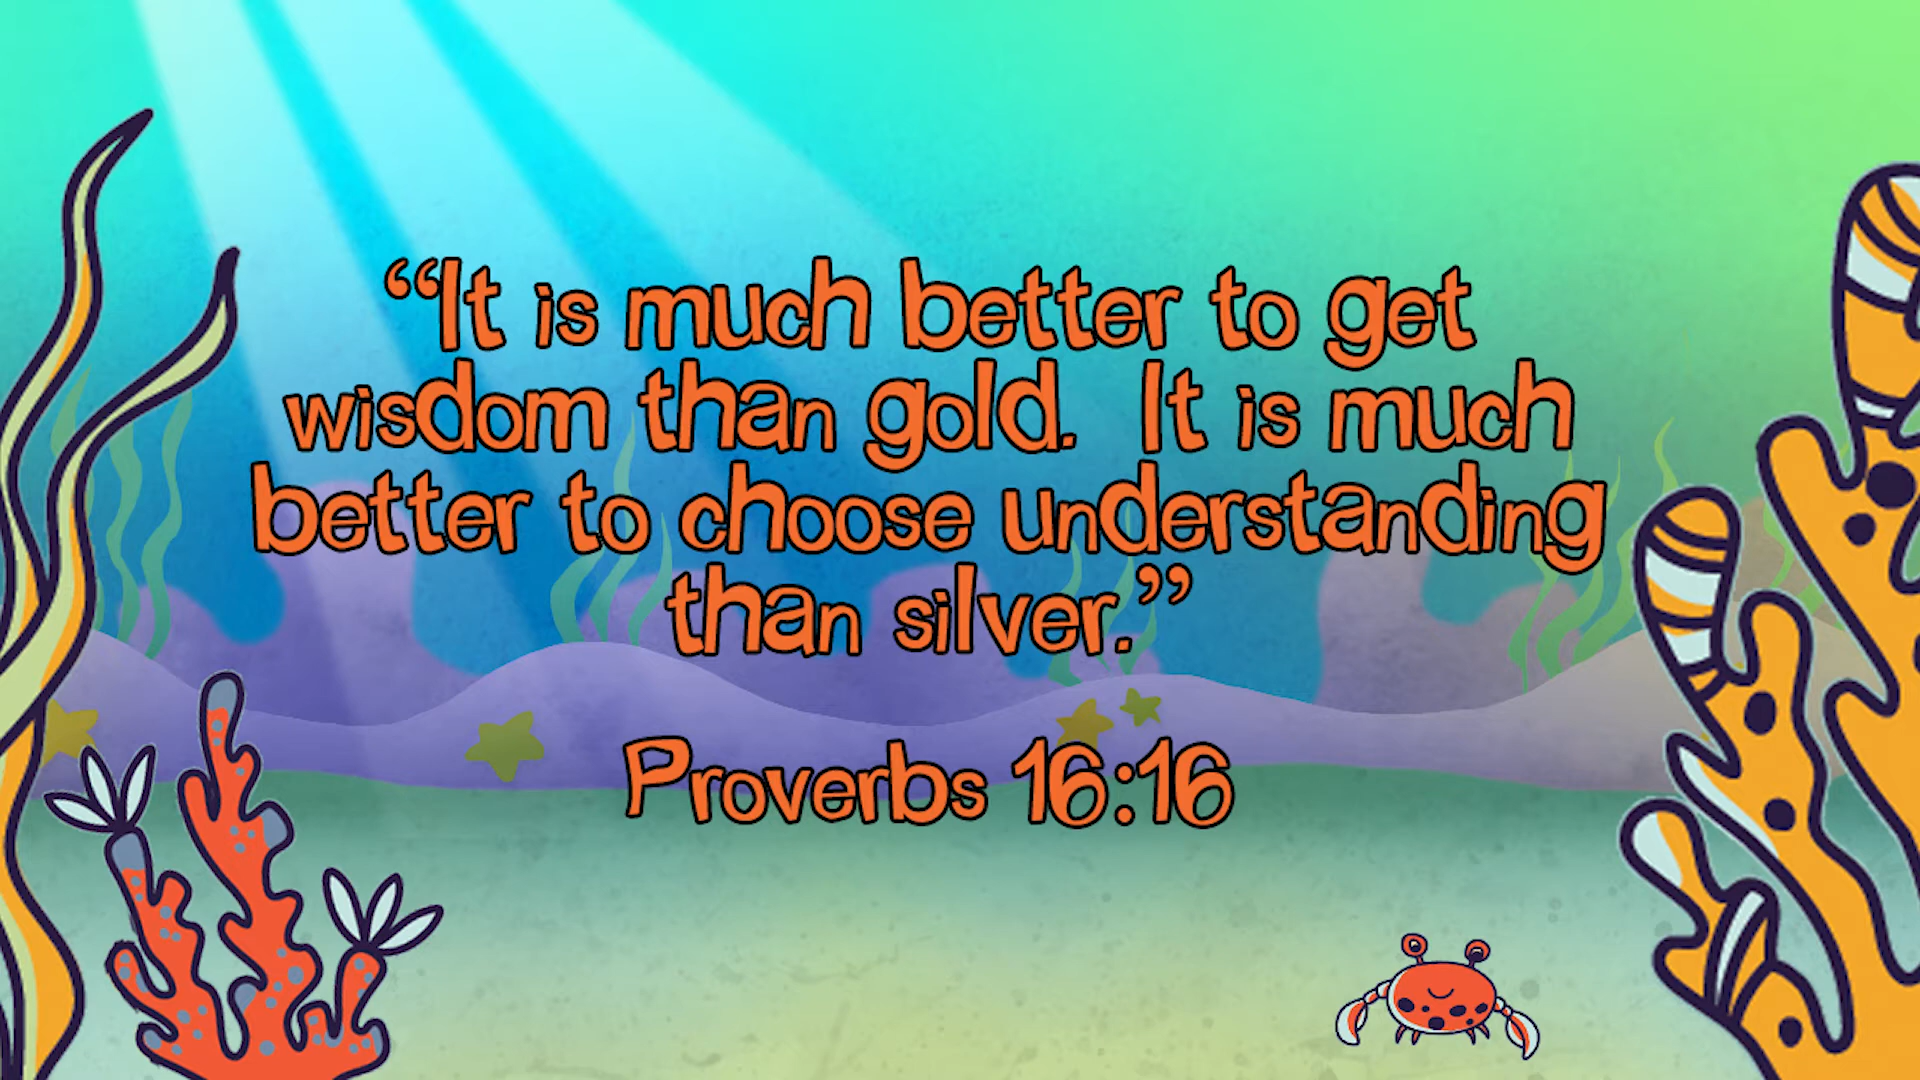 “It is much better to get
wisdom than gold.  It is much
better to choose understanding
than silver.”
Proverbs 16:16